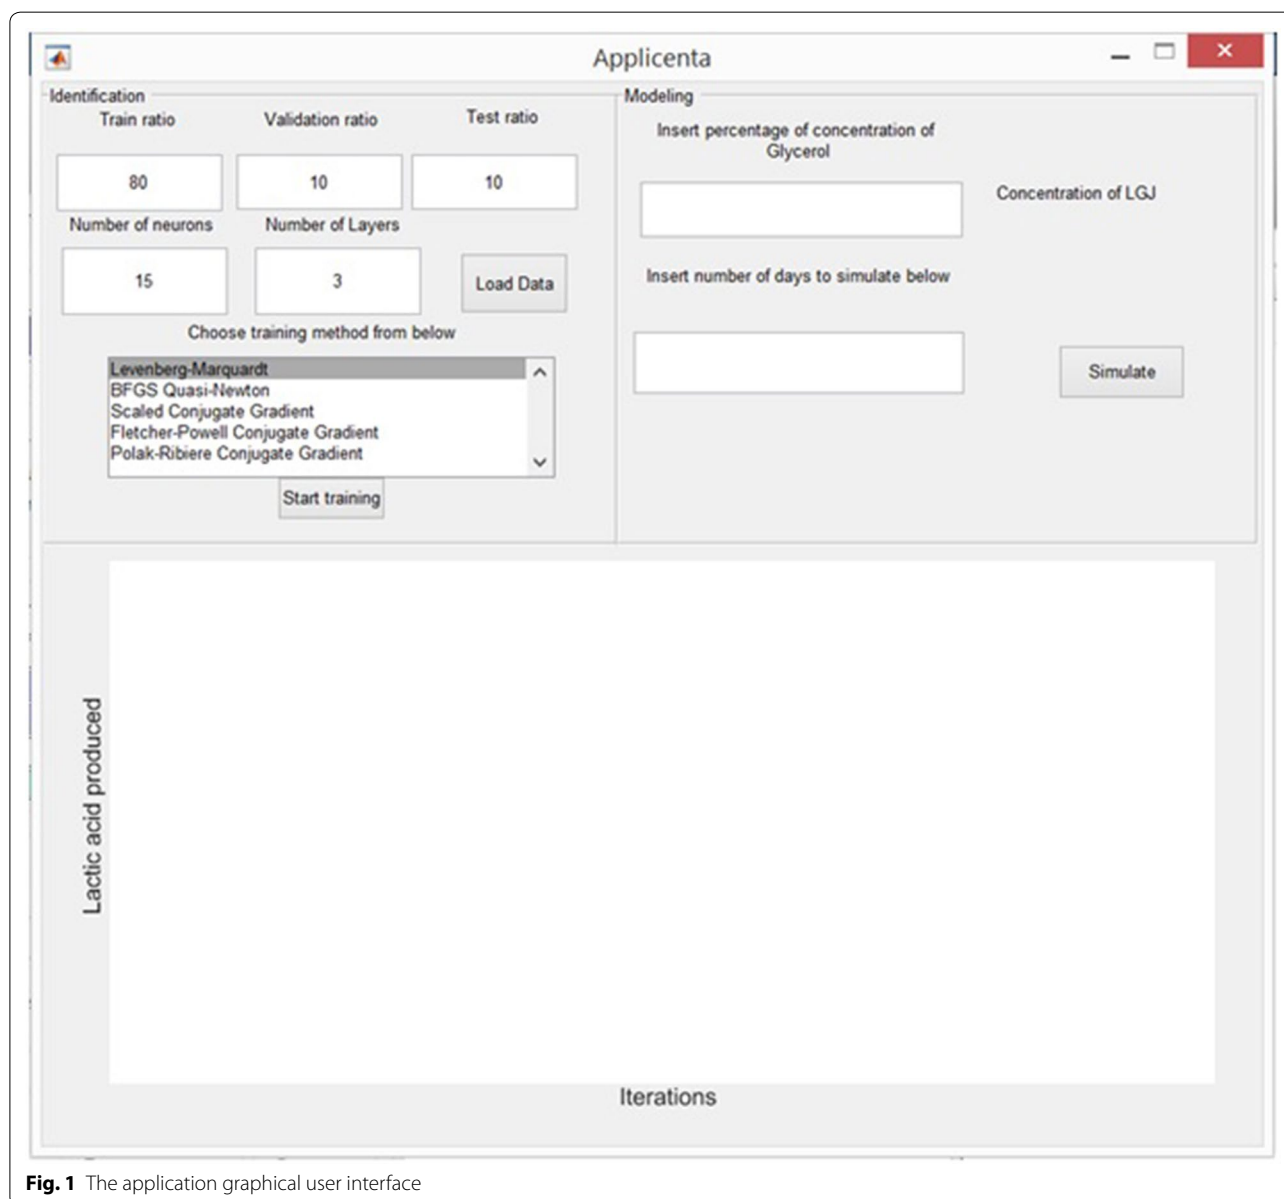 Applicenta
Identification
Train ratio
Validation ratio
Test ratio
80
10
10
Number of neurons
Number of Layers
15
3
Load Data
Choose training method from below
Levenberg-Marquardt
BFGS Quasi-Newton
Scaled Conjugate Gradient
Fletcher-Powell Conjugate Gradient
Polak-Ribiere Conjugate Gradient
Start training
Modeling
Insert percentage of concentration of
Glycerol
Concentration of LGJ
Insert number of days to simulate below
Simulate
Lactic acid produced
Iterations
Fig. 1 The application graphical user interface